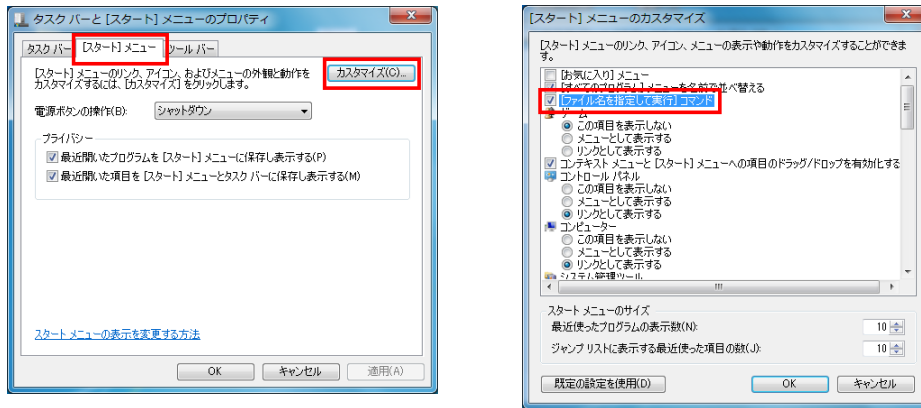 タスク バーと [スタート] メニューのプロパティ
タスク バー [スタート] メニュー ツール バー
[スタート] メニューのリンク、アイコン、およびメニューの外観と動作を
カスタマイズするには、[カスタマイズ] をクリックします。
カスタマイズ(C)...
電源ボタンの操作(B): シャットダウン
プライバシー
最近開いたプログラムを [スタート] メニューに保存し表示する(P)
最近開いた項目を [スタート] メニューとタスク バーに保存し表示する(M)
スタート メニューの表示を変更する方法
OK キャンセル 適用(A)
[スタート] メニューのカスタマイズ
[スタート] メニューのリンク、アイコン、メニューの表示や動作をカスタマイズすることができま
す。
[お気に入り] メニュー
[すべてのプログラム] メニューを名前で並べ替える
[ファイル名を指定して実行] コマンド
ゲーム
この項目を表示しない
メニューとして表示する
リンクとして表示する
コンテキスト メニューと [スタート] メニューへの項目のドラッグ/ドロップを有効化する
コントロール パネル
この項目を表示しない
メニューとして表示する
リンクとして表示する
コンピューター
この項目を表示しない
メニューとして表示する
リンクとして表示する
システム管理ツール
スタート メニューのサイズ
最近使ったプログラムの表示数(N): 10
ジャンプ リストに表示する最近使った項目の数(J): 10
既定の設定を使用(D) OK キャンセル